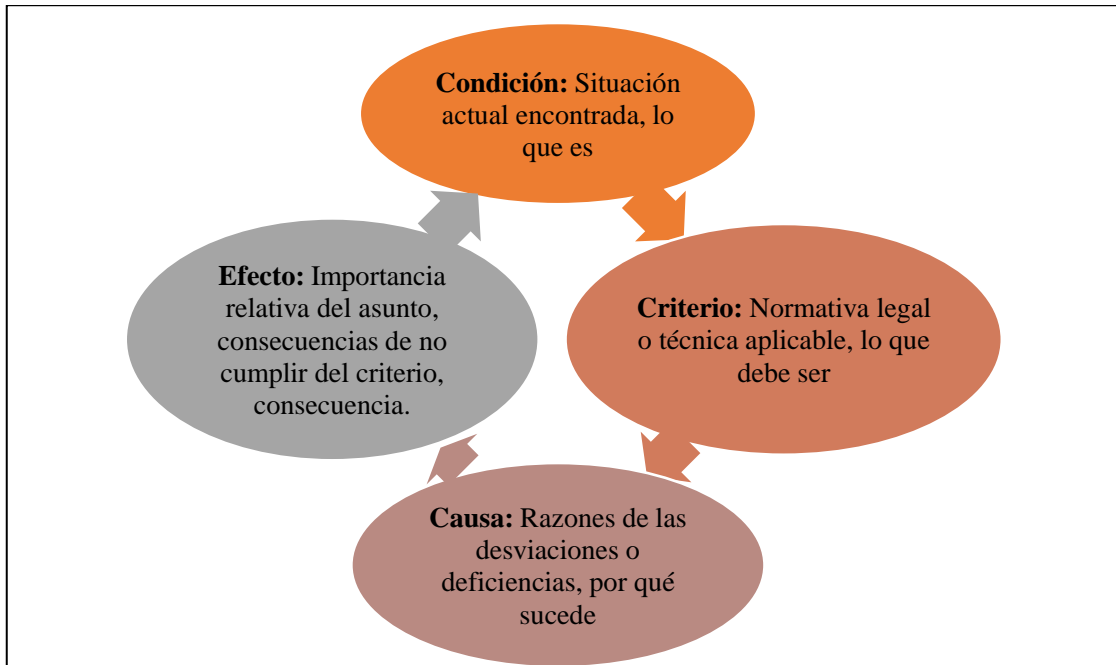 Condición: Situación
actual encontrada, lo
que es
Criterio: Normativa legal
o técnica aplicable, lo que
debe ser
Causa: Razones de las
desviaciones o
deficiencias, por qué
sucede
Efecto: Importancia
relativa del asunto,
consecuencias de no
cumplir del criterio,
consecuencia.